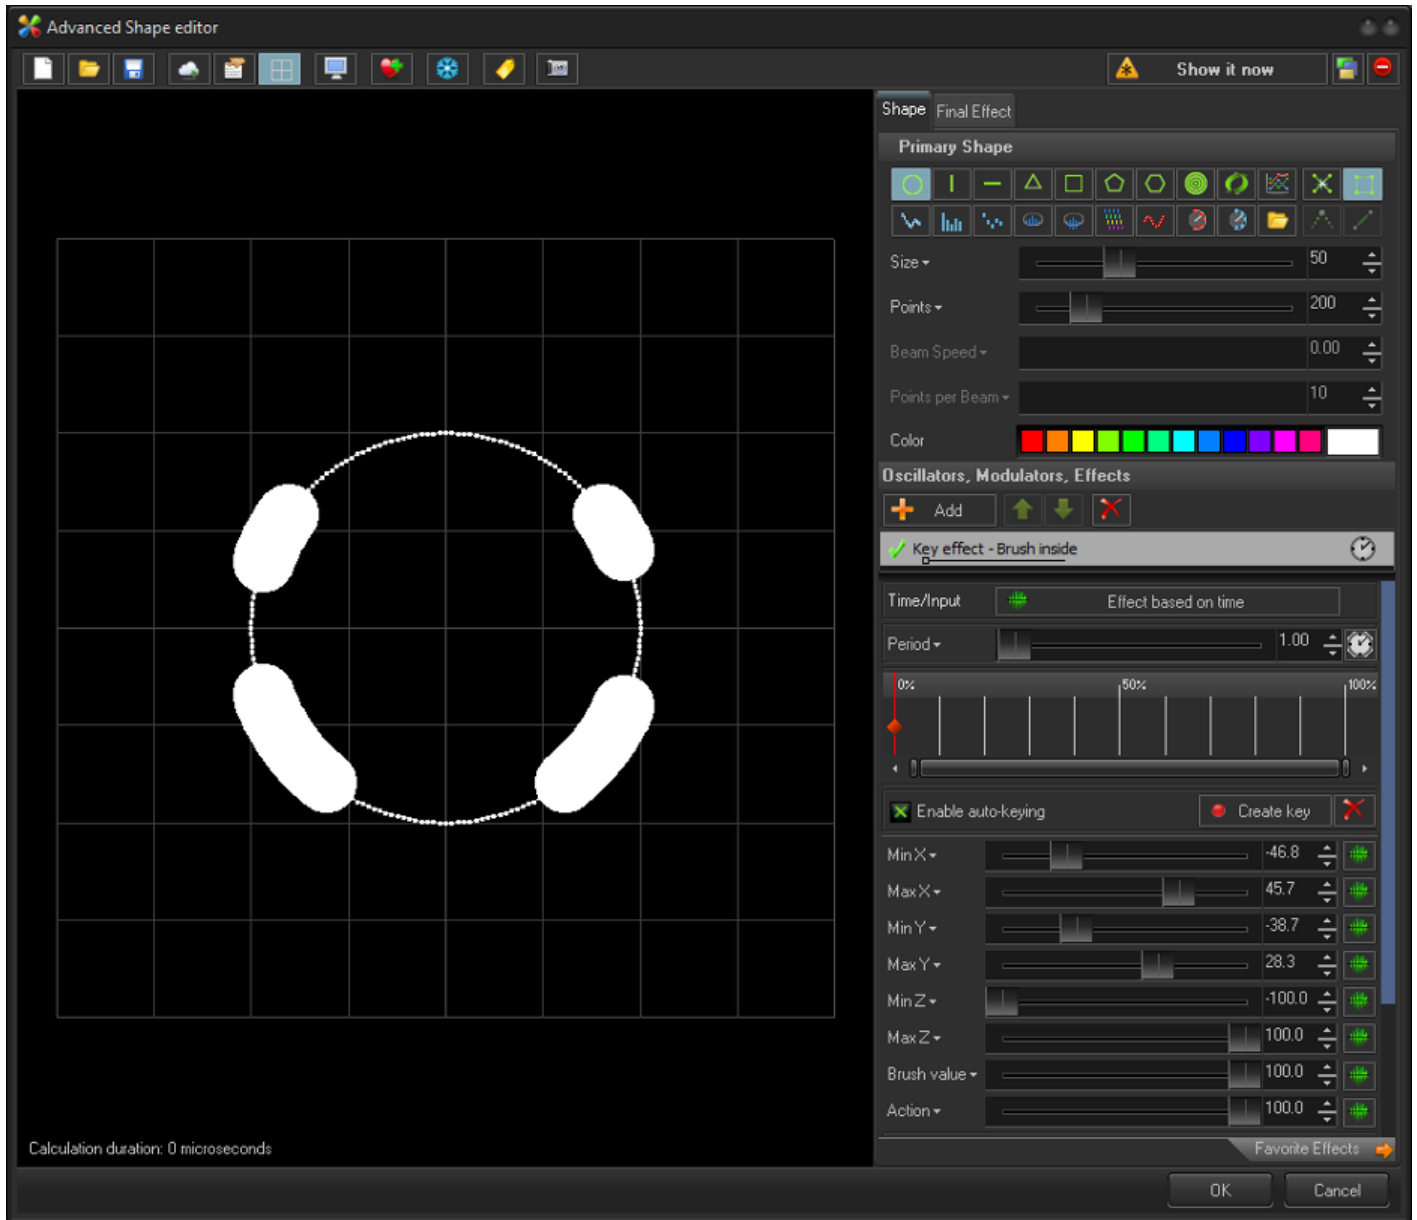 Advanced Shape editor
Show it now
Shape Final Effect
Primary Shape
Size 50
Points 200
Beam Speed 0.00
Points per Beam 10
Color
Oscillators, Modulators, Effects
Add
Key effect - Brush inside
Time/Input Effect based on time
Period 1.00
0% 50% 100%
Enable auto-keying Create key
Min X -46.8
Max X 45.7
Min Y -38.7
Max Y 28.3
Min Z -100.0
Max Z 100.0
Brush value 100.0
Action 100.0
Calculation duration: 0 microseconds
Favorite Effects
OK Cancel